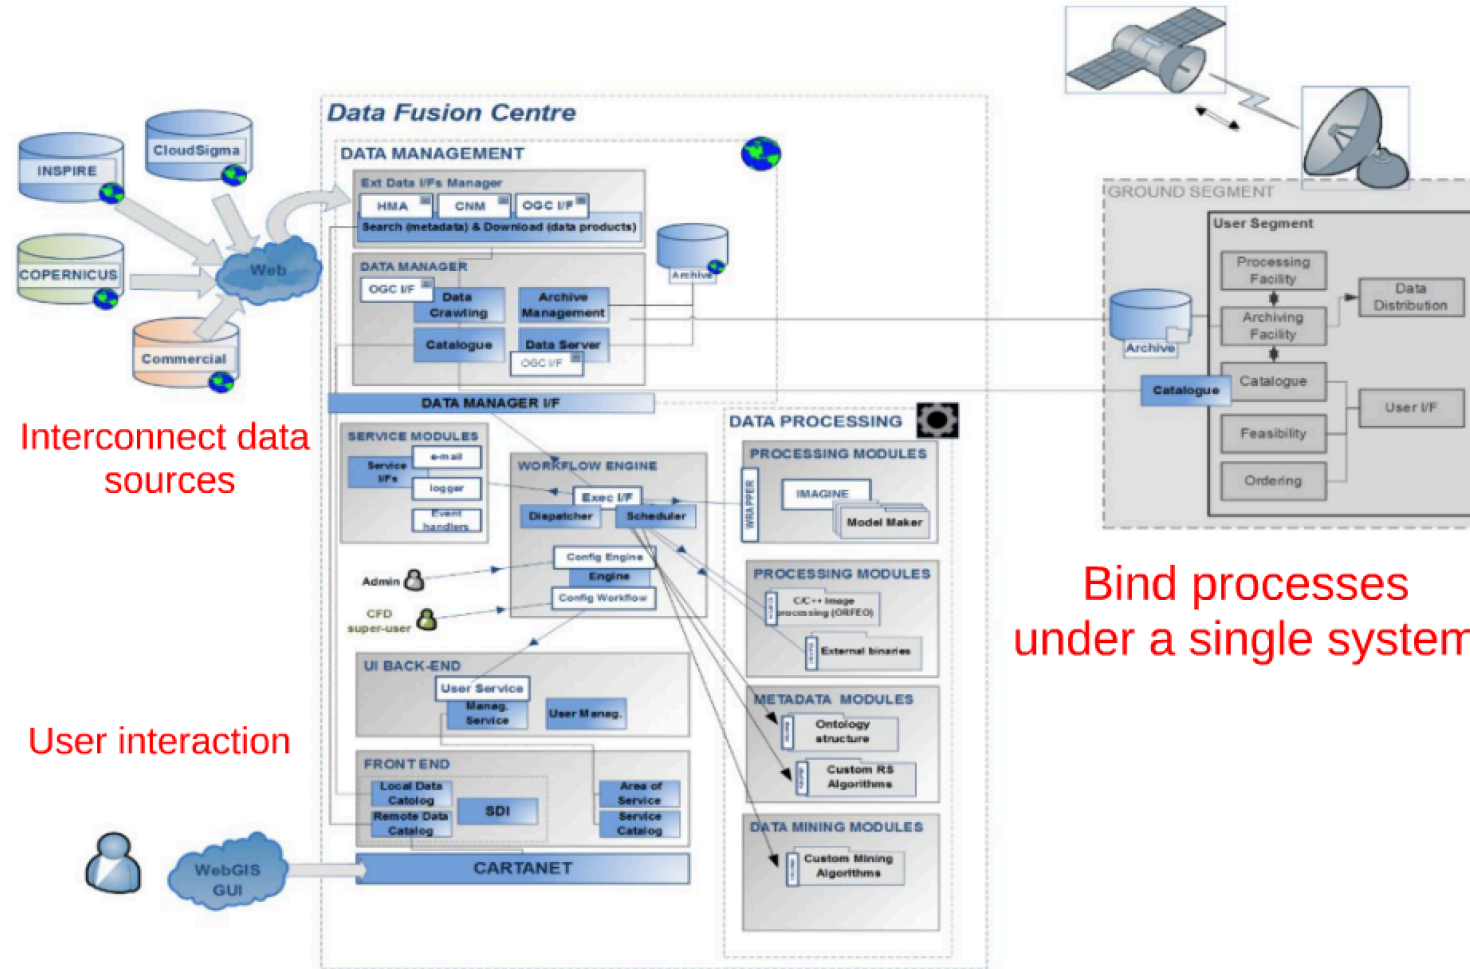 Data Fusion Centre
INSPIRE
CloudSigma
COPERNICUS
Web
Commercial
Interconnect data
sources
DATA MANAGEMENT
Ext Data I/Fs Manager
HMA
CNM
OGC I/F
Search (metadata) & Download (data products)
DATA MANAGER
OGC I/F
Data
Crawling
Archive
Management
Catalogue
Data Server
OGC I/F
Archive
DATA MANAGER I/F
SERVICE MODULES
Service
I/Fs
e-mail
logger
Event
handlers
WORKFLOW ENGINE
Exec I/F
Dispatcher
Scheduler
Config Engine
Engine
Config Workflow
Admin
CFD
super-user
UI BACK-END
User Service
Manag.
Service
User Manag.
User interaction
FRONT END
Local Data
Catolog
Remote Data
Catalog
SDI
Area of
Service
Service
Catalog
CARTANET
WebGIS
GUI
DATA PROCESSING
PROCESSING MODULES
WRAPPER
IMAGINE
Model Maker
PROCESSING MODULES
C/C++ Image
processing (ORFEO)
External binaries
METADATA MODULES
Ontology
structure
Custom RS
Algorithms
DATA MINING MODULES
Custom Mining
Algorithms
GROUND SEGMENT
User Segment
Processing
Facility
Archiving
Facility
Data
Distribution
Archive
Catalogue
Catalogue
User I/F
Feasibility
Ordering
Bind processes
under a single system